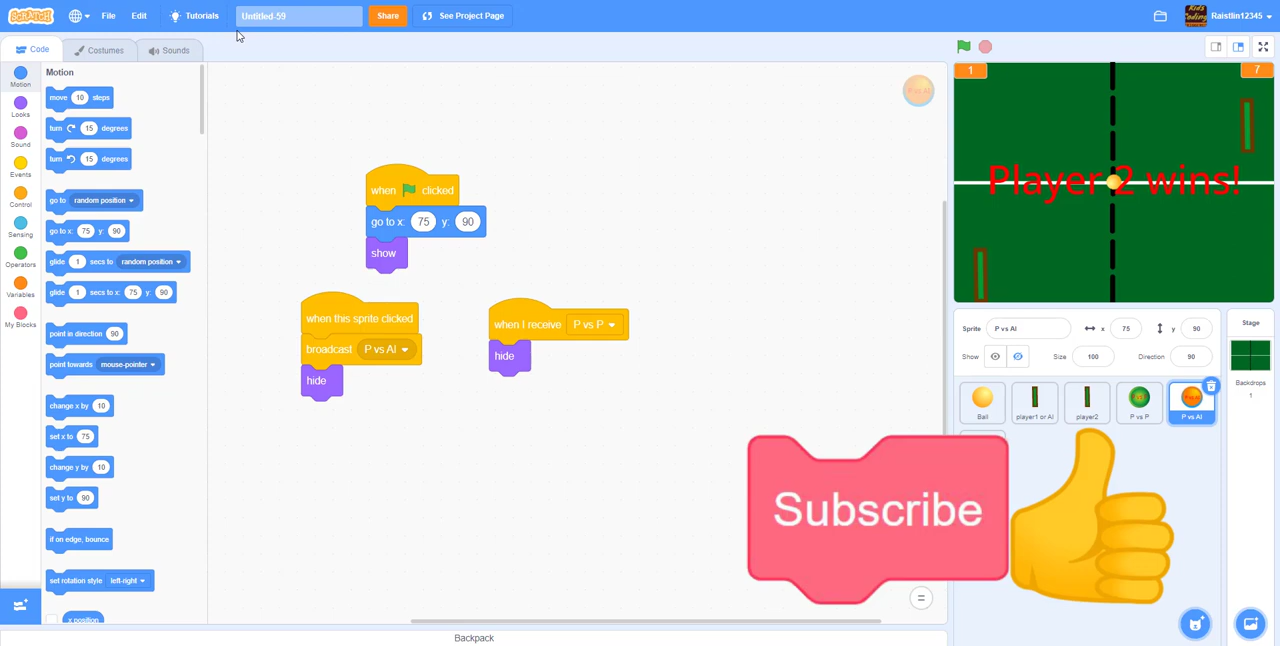 SCRATCH File Edit Tutorials Untitled-59 Share See Project Page Raistlin12345
Code Costumes Sounds
Motion
Looks
Sound
Events
Control
Sensing
Operators
Variables
My Blocks
Motion
move 10 steps
turn 15 degrees
turn 15 degrees
go to random position
go to x: 75 y: 90
glide 1 secs to random position
glide 1 secs to x: 75 y: 90
point in direction 90
point towards mouse-pointer
change x by 10
set x to 75
change y by 10
set y to 90
if on edge, bounce
set rotation style left-right
x position
when clicked
go to x: 75 y: 90
show
when this sprite clicked
broadcast P vs AI
hide
when I receive P vs P
hide
P vs AI
1 7
Player 2 wins!
Sprite P vs AI x 75 y 90
Show Size 100 Direction 90
Ball player1 or AI player2 P vs P P vs AI
Stage
Backdrops
1
Subscribe
Backpack